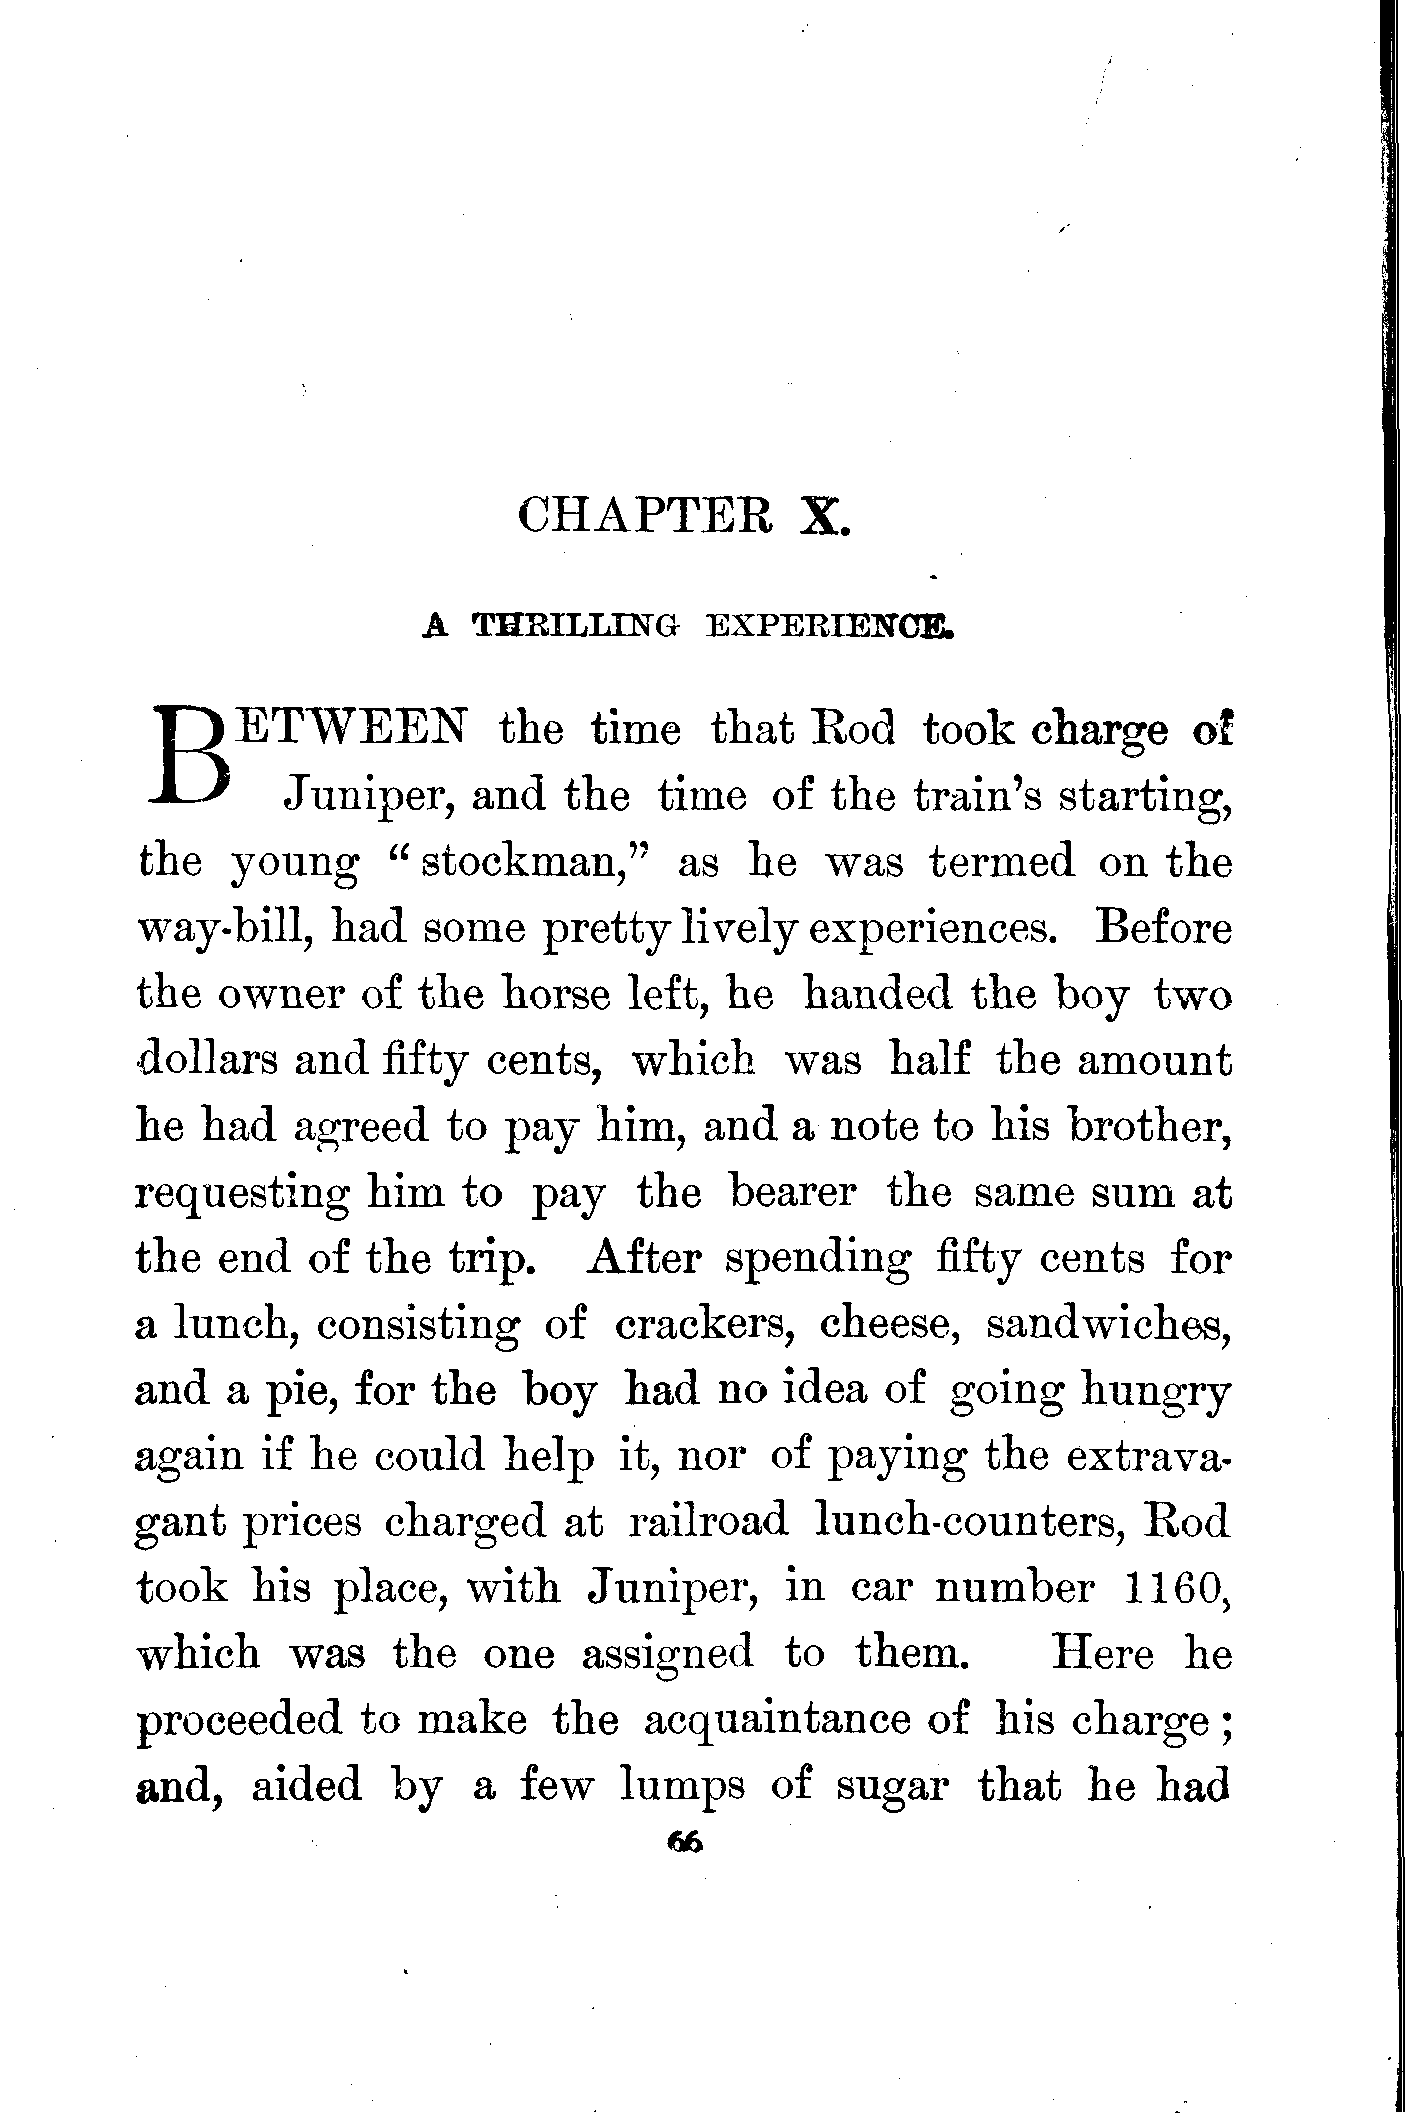 CHAPTER X.
A THRILLING EXPERIENCE.
BETWEEN the time that Rod took charge of
Juniper, and the time of the train's starting,
the young " stockman," as he was termed on the
way-bill, had some pretty lively experiences. Before
the owner of the horse left, he handed the boy two
dollars and fifty cents, which was half the amount
he had agreed to pay him, and a note to his brother,
requesting him to pay the bearer the same sum at
the end of the trip. After spending fifty cents for
a lunch, consisting of crackers, cheese, sandwiches,
and a pie, for the boy had no idea of going hungry
again if he could help it, nor of paying the extrava-
gant prices charged at railroad lunch-counters, Rod
took his place, with Juniper, in car number 1160,
which was the one assigned to them. Here he
proceeded to make the acquaintance of his charge ;
and, aided by a few lumps of sugar that he had
66